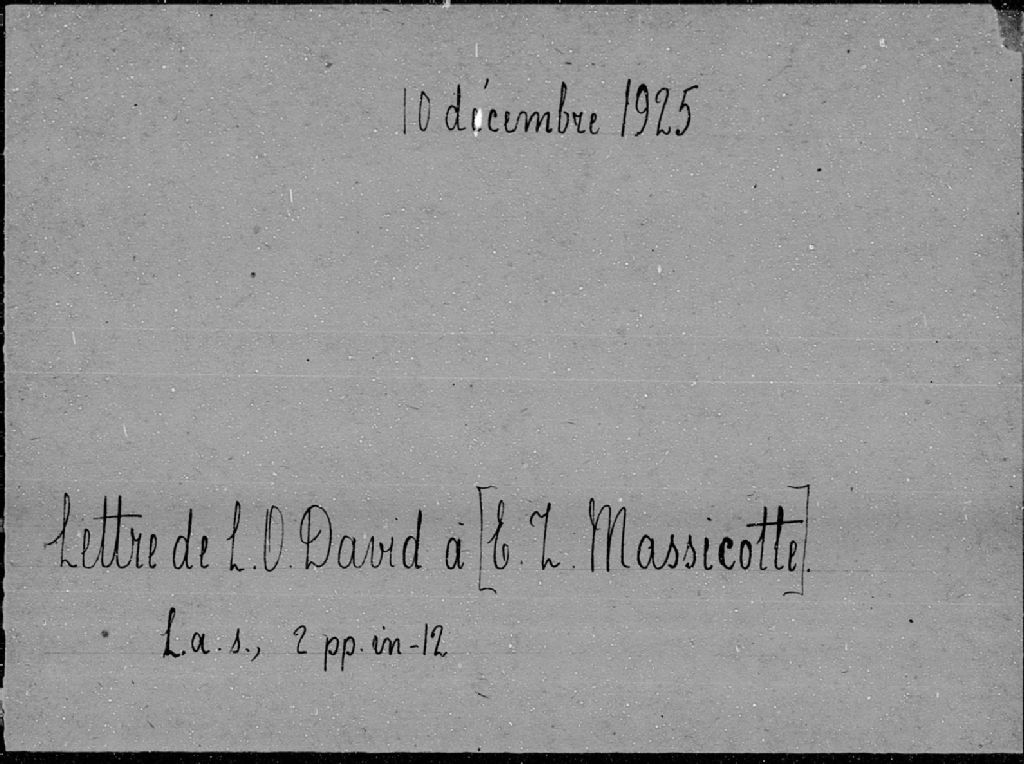 10 décembre 1925
Lettre de L. O. David à [E. Z. Massicotte].
L. a. s., 2 pp. in-12